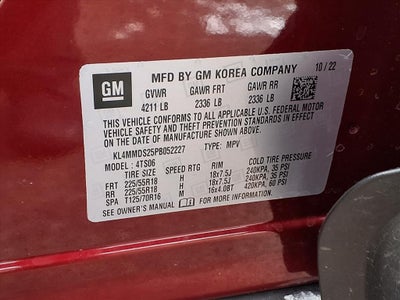 GM
MFD BY GM KOREA COMPANY
10 / 22
GVWR GAWR FRT GAWR RR
4211 LB 2336 LB 2336 LB
THIS VEHICLE CONFORMS TO ALL APPLICABLE U.S. FEDERAL MOTOR
VEHICLE SAFETY AND THEFT PREVENTION STANDARDS IN EFFECT
ON THE DATE OF MANUFACTURE SHOWN ABOVE.
KL4MMDS25PB052227 TYPE: MPV
MODEL: 4TS06
TIRE SIZE SPEED RTG RIM COLD TIRE PRESSURE
FRT 225/55R18 H 18x7.5J 240KPA, 35 PSI
RR 225/55R18 H 18x7.5J 240KPA, 35 PSI
SPA T125/70R16 M 16x4.0BT 420KPA, 60 PSI
SEE OWNER'S MANUAL FOR ADDITIONAL INFORMATION